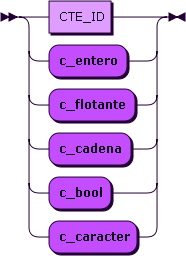 CTE_ID
c_entero
c_flotante
c_cadena
c_bool
c_caracter